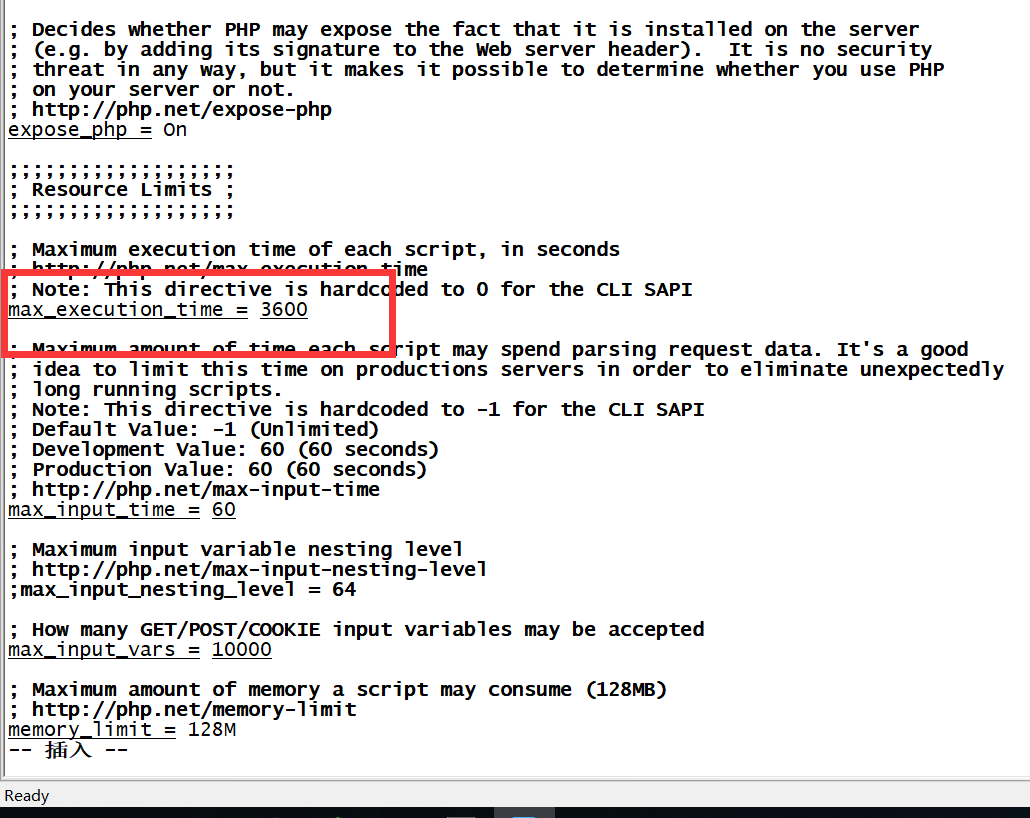 ; Decides whether PHP may expose the fact that it is installed on the server
; (e.g. by adding its signature to the Web server header).  It is no security
; threat in any way, but it makes it possible to determine whether you use PHP
; on your server or not.
; http://php.net/expose-php
expose_php = On
;;;;;;;;;;;;;;;;;;;
; Resource Limits ;
;;;;;;;;;;;;;;;;;;;
; Maximum execution time of each script, in seconds
; http://php.net/max-execution-time
; Note: This directive is hardcoded to 0 for the CLI SAPI
max_execution_time = 3600
; Maximum amount of time each script may spend parsing request data. It's a good
; idea to limit this time on productions servers in order to eliminate unexpectedly
; long running scripts.
; Note: This directive is hardcoded to -1 for the CLI SAPI
; Default Value: -1 (Unlimited)
; Development Value: 60 (60 seconds)
; Production Value: 60 (60 seconds)
; http://php.net/max-input-time
max_input_time = 60
; Maximum input variable nesting level
; http://php.net/max-input-nesting-level
;max_input_nesting_level = 64
; How many GET/POST/COOKIE input variables may be accepted
max_input_vars = 10000
; Maximum amount of memory a script may consume (128MB)
; http://php.net/memory-limit
memory_limit = 128M
-- 插入 --
Ready